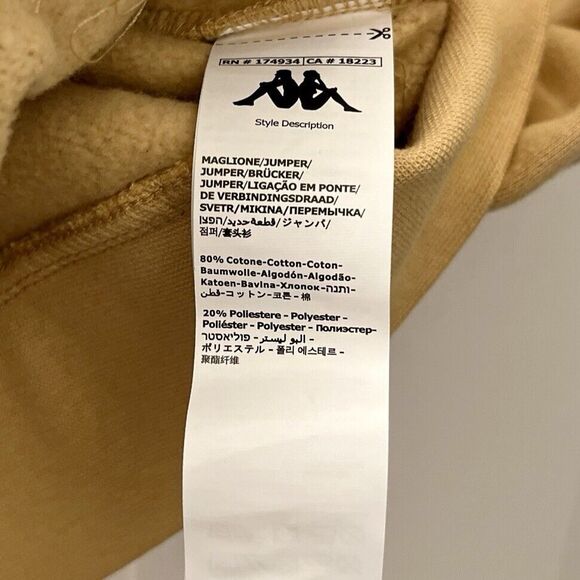 RN # 174934 CA # 18223
Style Description
MAGLIONE/JUMPER/
JUMPER/BRÜCKER/
JUMPER/LIGAÇÃO EM PONTE/
DE VERBINDINGSDRAAD/
SVETR/MIKINA/ПЕРЕМЫЧКА/
חפצן/قطعة حديد/ジャンパ/
점퍼/套头衫
80% Cotone-Cotton-Coton-
Baumwolle-Algodón-Algodão-
Katoen-Bavlna-Хлопок-כותנה-
قطن-コットン-코튼-棉
20% Poliestere - Polyester -
Poliéster - Polyester - Полиэстер-
البوليستر - פוליאסטר -
ポリエステル - 폴리 에스테르 -
聚酯纤维